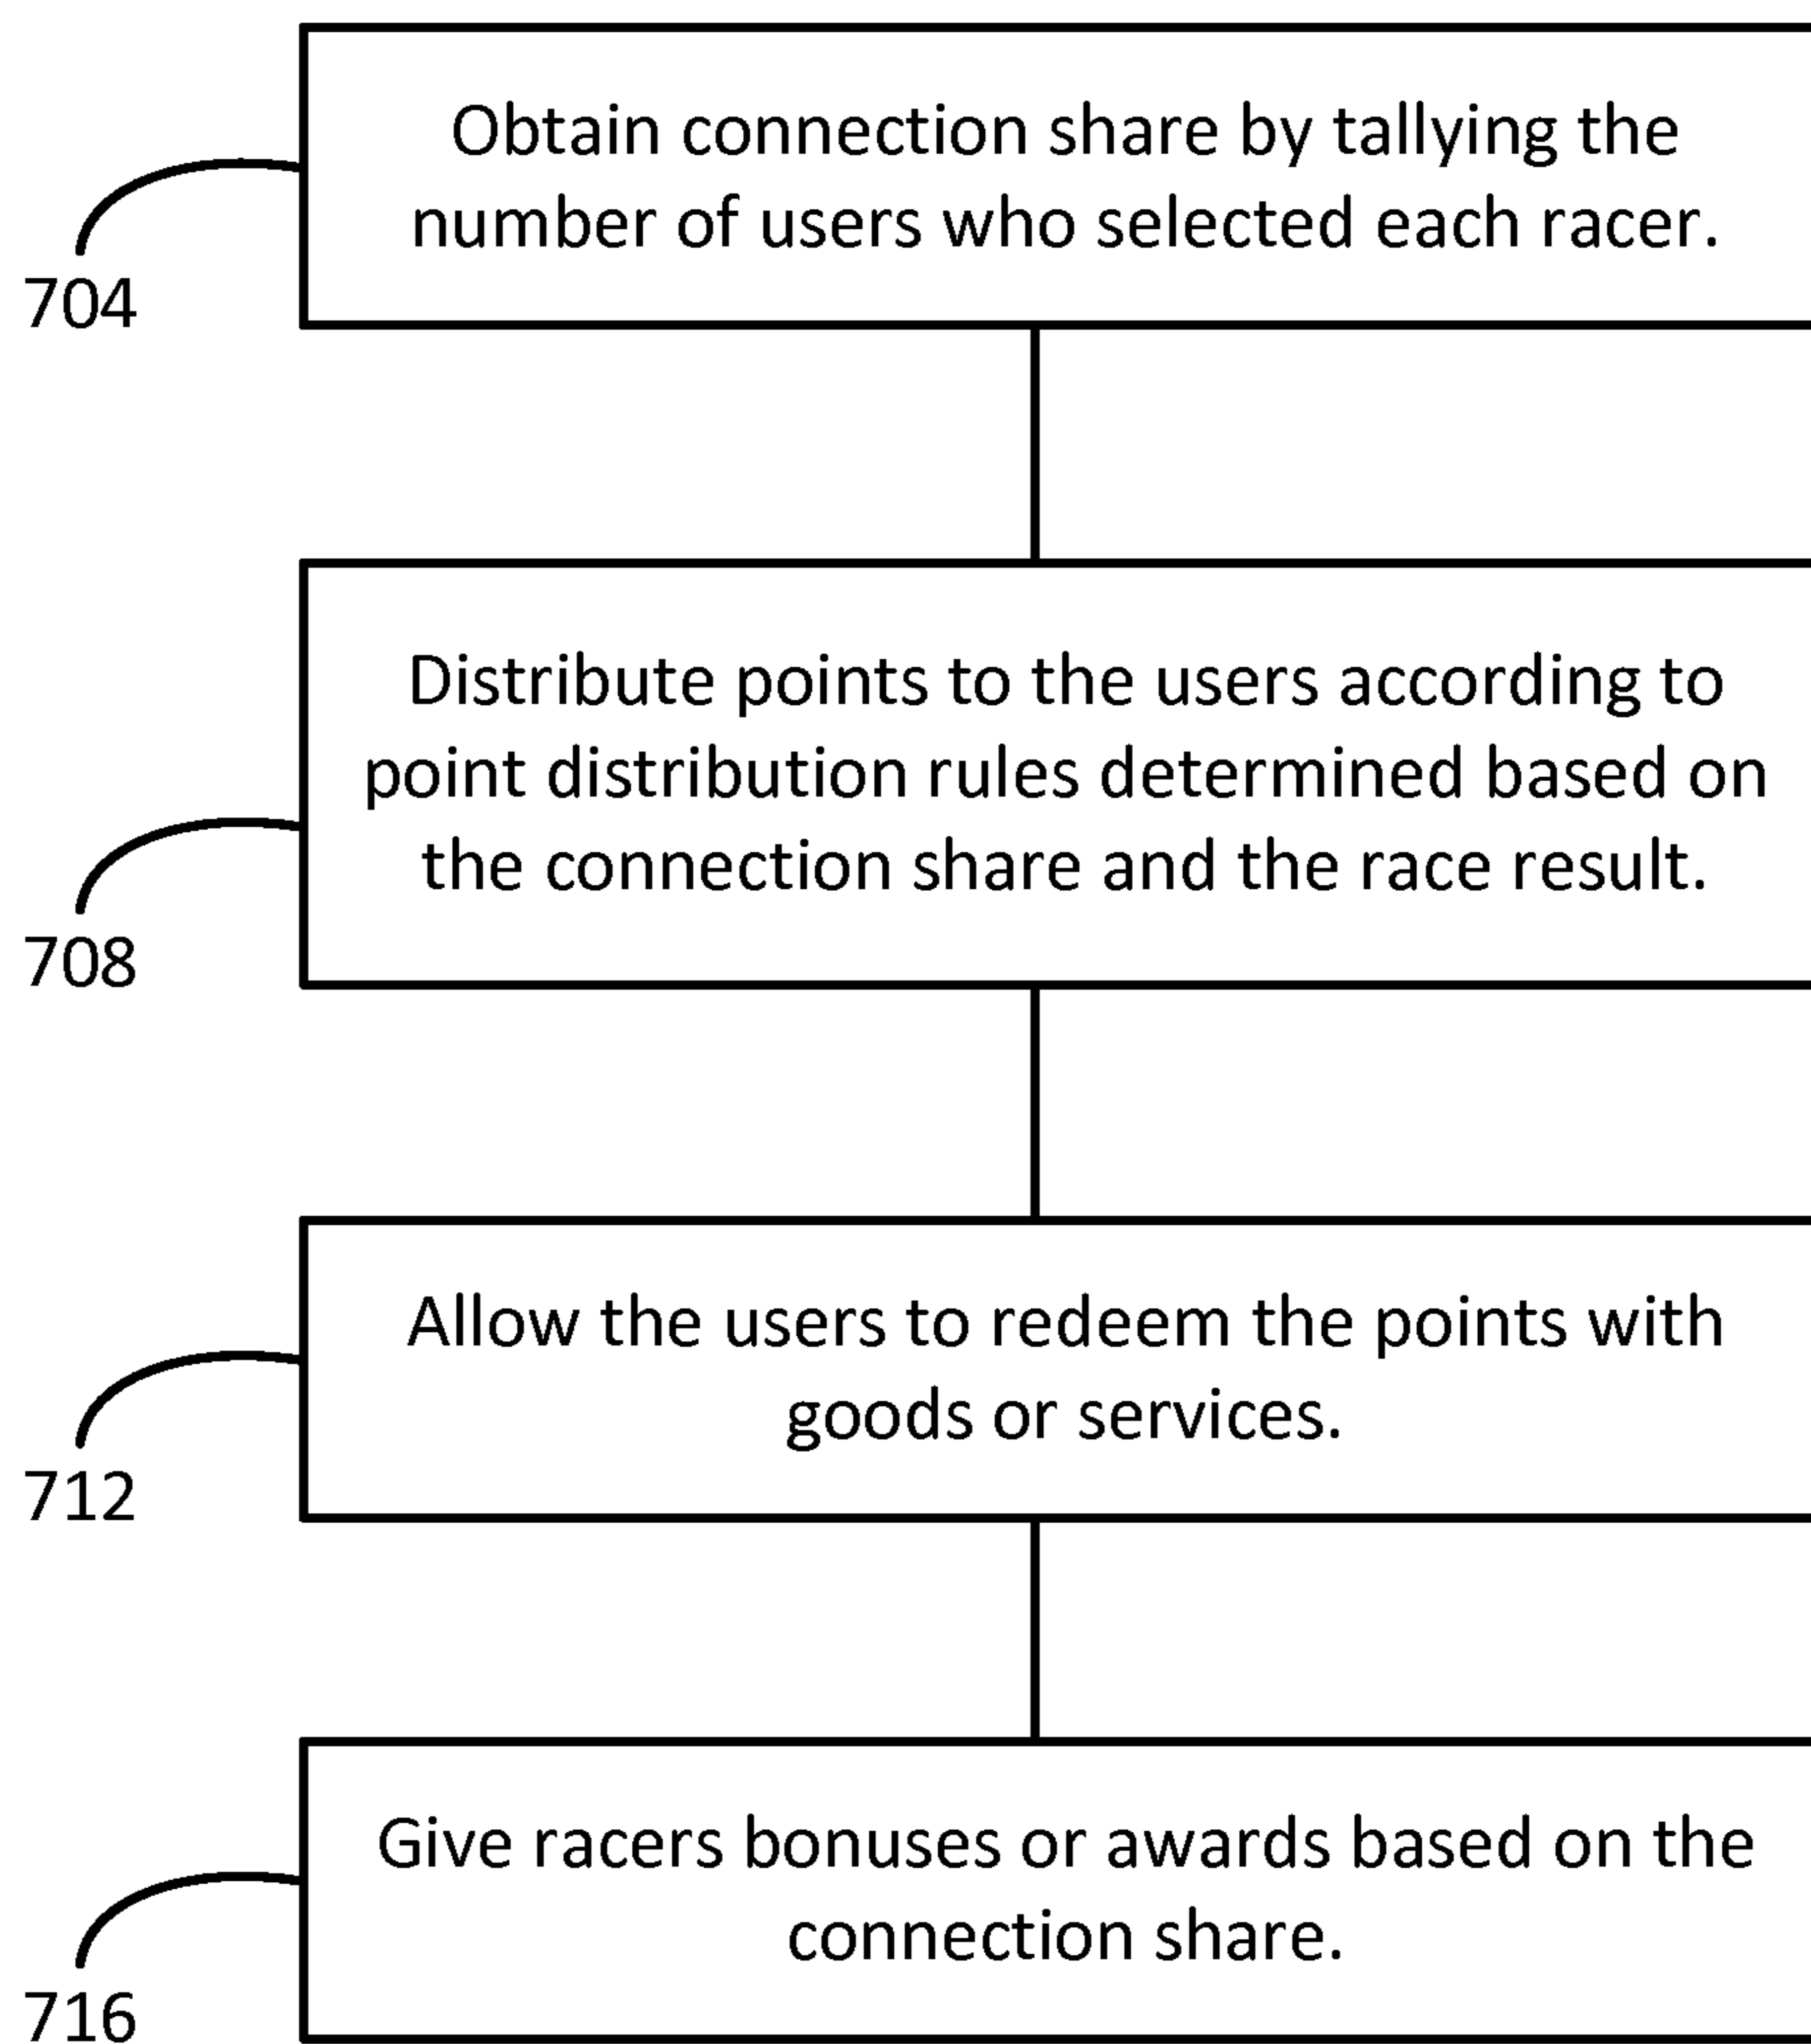 Obtain connection share by tallying the
number of users who selected each racer.
704
Distribute points to the users according to
point distribution rules determined based on
the connection share and the race result.
708
Allow the users to redeem the points with
goods or services.
712
Give racers bonuses or awards based on the
connection share.
716